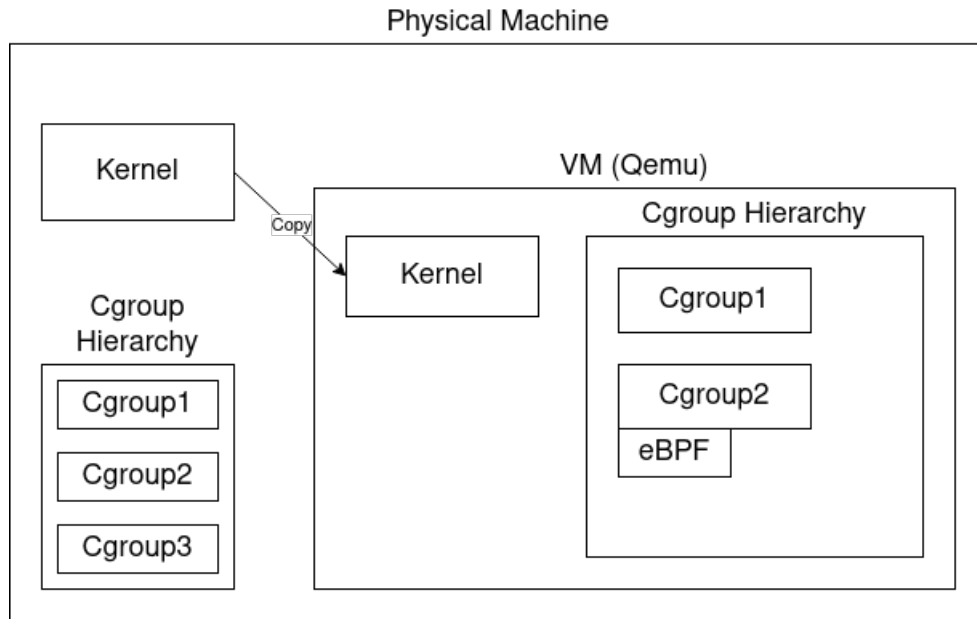 Physical Machine
Kernel
VM (Qemu)
Cgroup Hierarchy
Copy
Kernel
Cgroup1
Cgroup
Hierarchy
Cgroup1
Cgroup2
Cgroup3
Cgroup2
eBPF